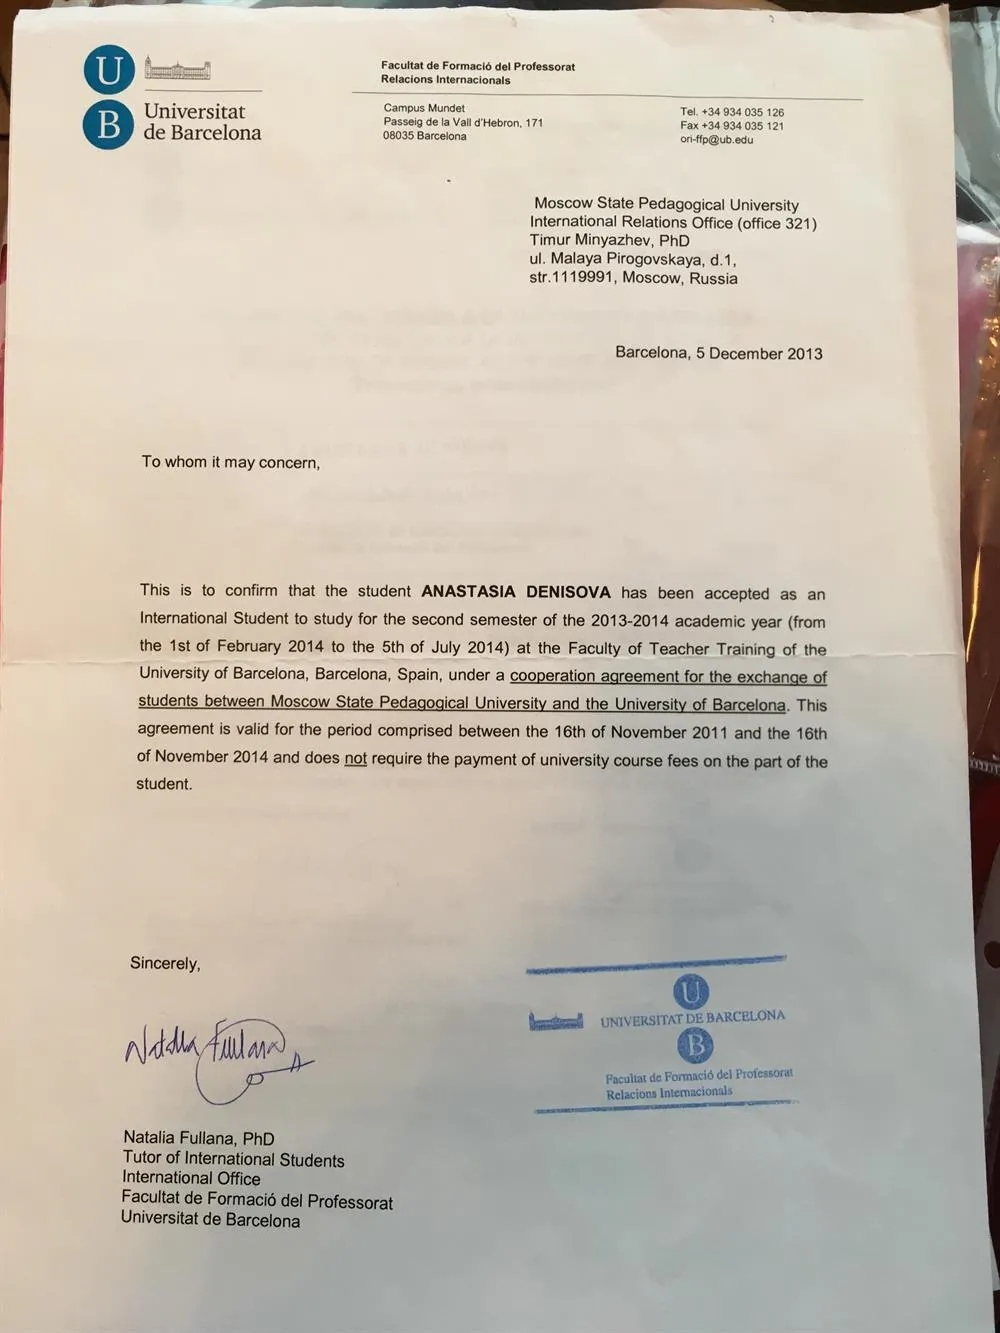 U
B
Universitat
de Barcelona
Facultat de Formació del Professorat
Relacions Internacionals
Campus Mundet
Passeig de la Vall d'Hebron, 171
08035 Barcelona
Tel. +34 934 035 126
Fax +34 934 035 121
ori-ffp@ub.edu
Moscow State Pedagogical University
International Relations Office (office 321)
Timur Minyazhev, PhD
ul. Malaya Pirogovskaya, d.1,
str.1119991, Moscow, Russia
Barcelona, 5 December 2013
To whom it may concern,
This is to confirm that the student ANASTASIA DENISOVA has been accepted as an
International Student to study for the second semester of the 2013-2014 academic year (from
the 1st of February 2014 to the 5th of July 2014) at the Faculty of Teacher Training of the
University of Barcelona, Barcelona, Spain, under a cooperation agreement for the exchange of
students between Moscow State Pedagogical University and the University of Barcelona. This
agreement is valid for the period comprised between the 16th of November 2011 and the 16th
of November 2014 and does not require the payment of university course fees on the part of the
student.
Sincerely,
Natalia Fullana
U
UNIVERSITAT DE BARCELONA
B
Facultat de Formació del Professorat
Relacions Internacionals
Natalia Fullana, PhD
Tutor of International Students
International Office
Facultat de Formació del Professorat
Universitat de Barcelona